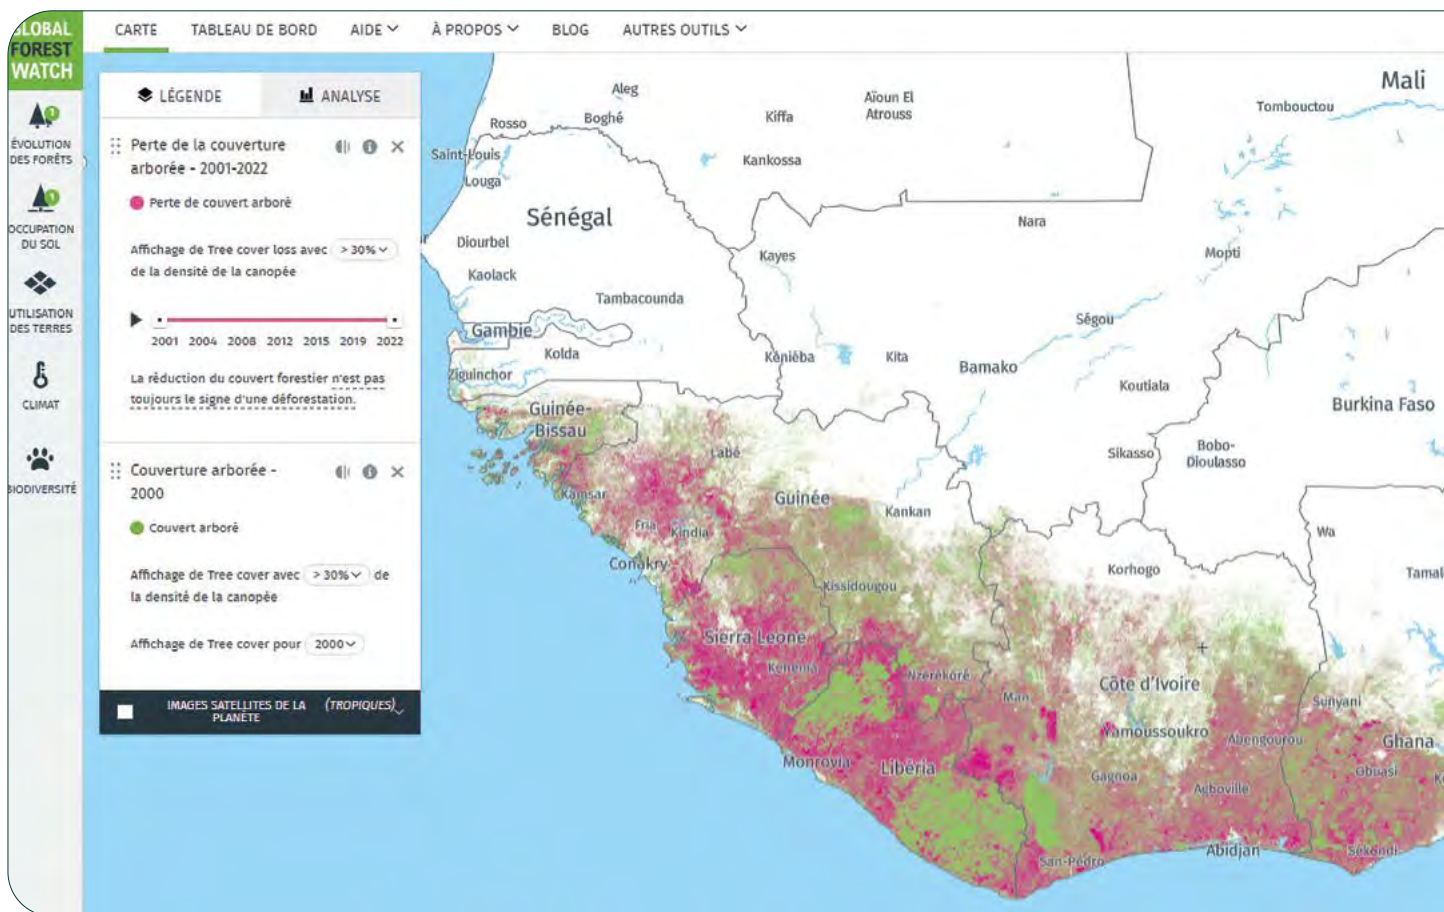 GLOBAL
FOREST
WATCH
CARTE
TABLEAU DE BORD
AIDE
À PROPOS
BLOG
AUTRES OUTILS
ÉVOLUTION
DES FORÊTS
1
OCCUPATION
DU SOL
1
UTILISATION
DES TERRES
CLIMAT
BIODIVERSITÉ
LÉGENDE
ANALYSE
Perte de la couverture
arborée - 2001-2022
Perte de couvert arboré
Affichage de Tree cover loss avec > 30%
de la densité de la canopée
2001 2004 2008 2012 2015 2019 2022
La réduction du couvert forestier n'est pas
toujours le signe d'une déforestation.
Couverture arborée -
2000
Couvert arboré
Affichage de Tree cover avec > 30% de
la densité de la canopée
Affichage de Tree cover pour 2000
IMAGES SATELLITES DE LA
PLANÈTE
(TROPIQUES)
Mali
Aleg
Aïoun El
Atrouss
Tombouctou
Rosso
Boghé
Kiffa
Saint-Louis
Kankossa
Louga
Sénégal
Nara
Diourbel
Kayes
Mopti
Kaolack
Tambacounda
Ségou
Gambie
Kolda
Kéniéba
Kita
Bamako
Ziguinchor
Koutiala
Guinée-
Bissau
Burkina Faso
Labé
Sikasso
Bobo-
Dioulasso
Kamsar
Guinée
Kankan
Fria
Kindia
Wa
Conakry
Korhogo
Tamal
Kissidougou
Sierra Leone
Kenema
Nzérékoré
Man
Côte d'Ivoire
Sunyani
Yamoussoukro
Abengourou
Ghana
Monrovia
Libéria
Gagnoa
Obuasi
Agboville
San-Pédro
Abidjan
Sekondi